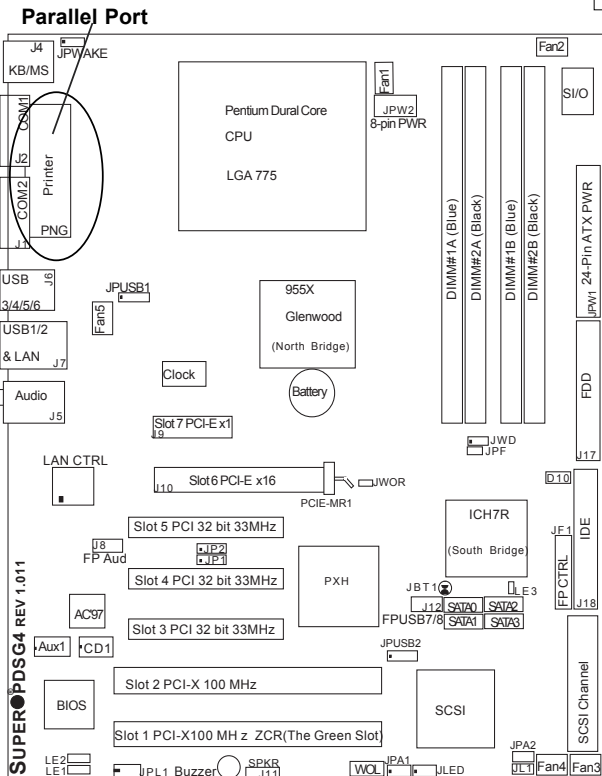 Parallel Port
J4
KB/MS
JPWAKE
Fan2
COM1
J2
Printer
PNG
COM2
J1
Pentium Dural Core
CPU
LGA 775
Fan1
JPW2
8-pin PWR
SI/O
DIMM#1A (Blue)
DIMM#2A (Black)
DIMM#1B (Blue)
DIMM#2B (Black)
JPW1 24-Pin ATX PWR
USB
3/4/5/6
J6
JPUSB1
Fan5
USB1/2
& LAN
J7
955X
Glenwood
(North Bridge)
Battery
Clock
Audio
J5
FDD
J17
Slot 7 PCI-E x1
J9
JWD
JPF
LAN CTRL
J10
Slot 6 PCI-E x16
PCIE-MR1
JWOR
D10
ICH7R
(South Bridge)
JF1
FP CTRL
IDE
J18
Slot 5 PCI 32 bit 33MHz
J8
FP Aud
JP2
JP1
Slot 4 PCI 32 bit 33MHz
PXH
JBT1
LE3
J12
SATA0
SATA2
FPUSB7/8
SATA1
SATA3
AC'97
Slot 3 PCI 32 bit 33MHz
Aux1
CD1
JPUSB2
SUPER®PDSG4 REV 1.011
Slot 2 PCI-X 100 MHz
BIOS
SCSI
SCSI Channel
Slot 1 PCI-X100 MH z ZCR(The Green Slot)
LE2
LE1
JPL1
Buzzer
SPKR
J11
WOL
JPA1
JLED
JPA2
JL1
Fan4
Fan3